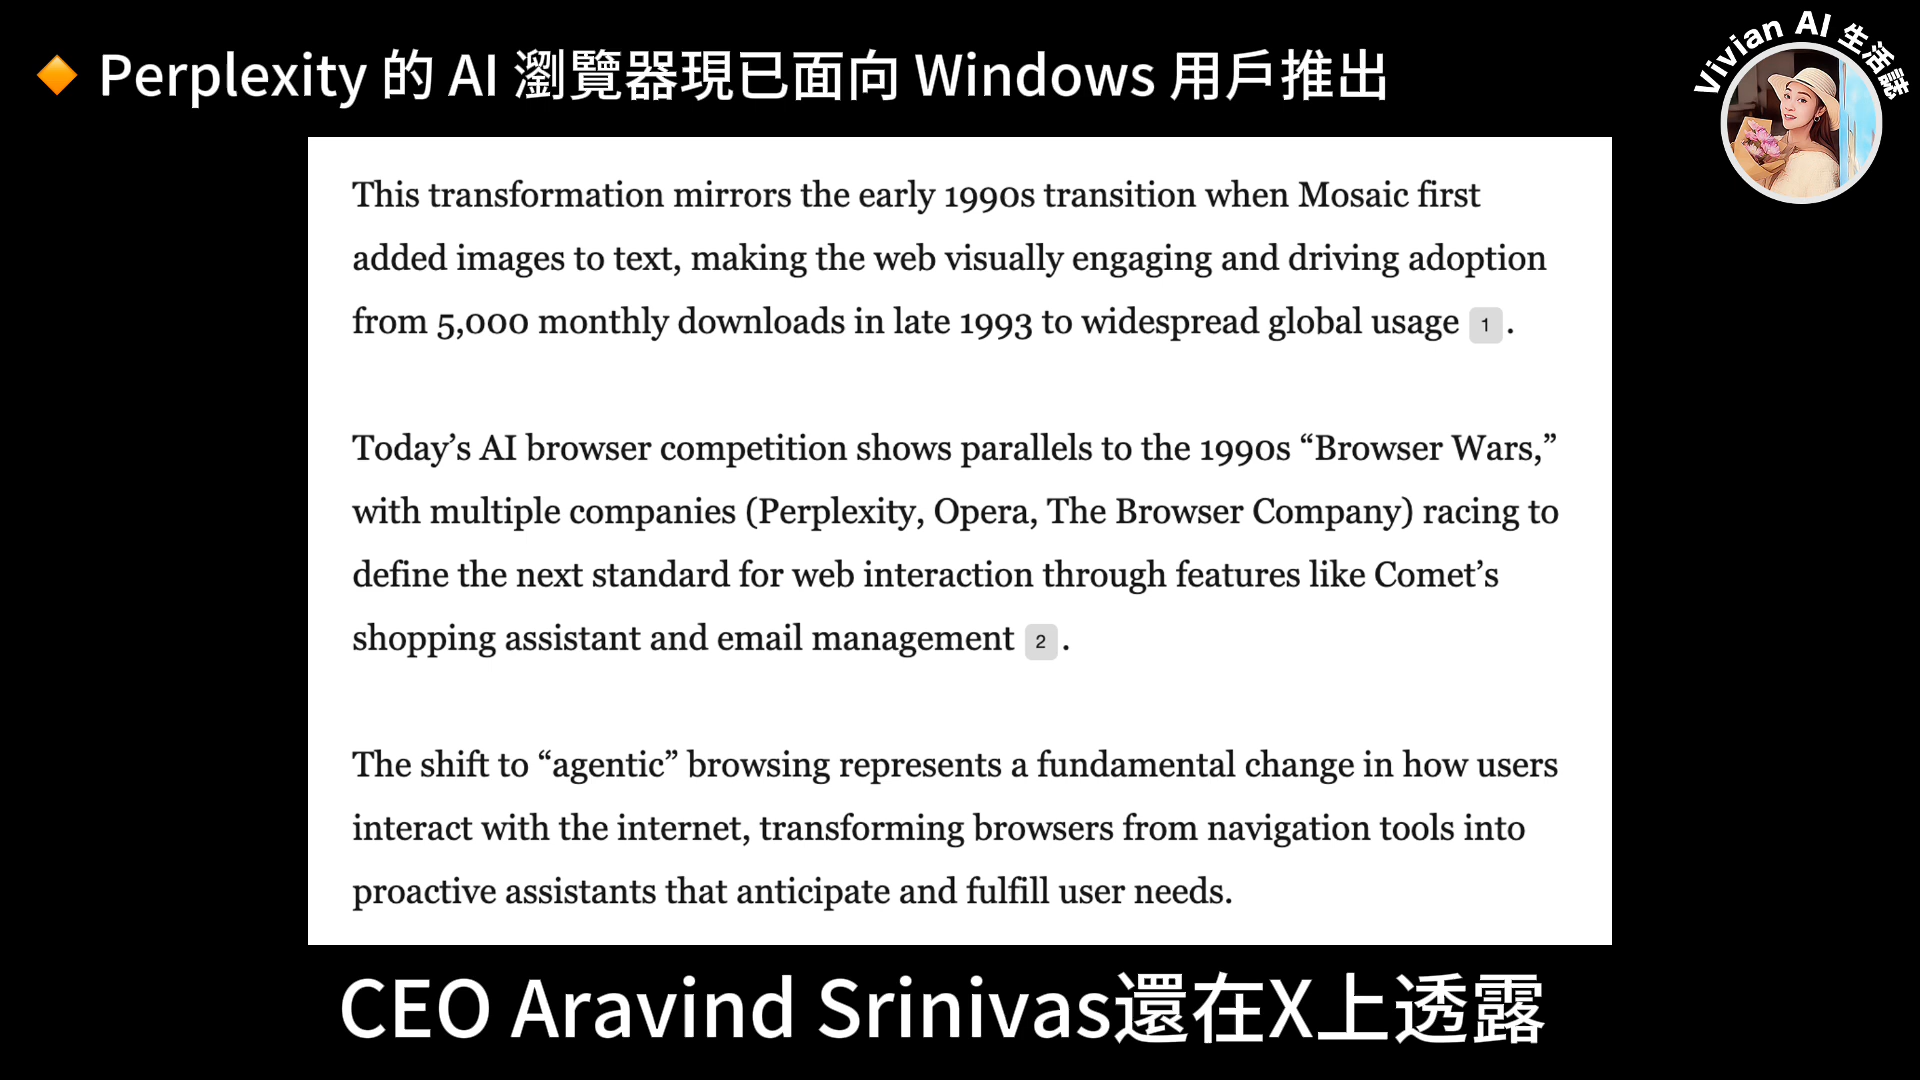 🔸 Perplexity 的 AI 瀏覽器現已面向 Windows 用戶推出
Vivian AI 生活誌
This transformation mirrors the early 1990s transition when Mosaic first
added images to text, making the web visually engaging and driving adoption
from 5,000 monthly downloads in late 1993 to widespread global usage 1 .
Today’s AI browser competition shows parallels to the 1990s “Browser Wars,”
with multiple companies (Perplexity, Opera, The Browser Company) racing to
define the next standard for web interaction through features like Comet’s
shopping assistant and email management 2 .
The shift to “agentic” browsing represents a fundamental change in how users
interact with the internet, transforming browsers from navigation tools into
proactive assistants that anticipate and fulfill user needs.
CEO Aravind Srinivas還在X上透露